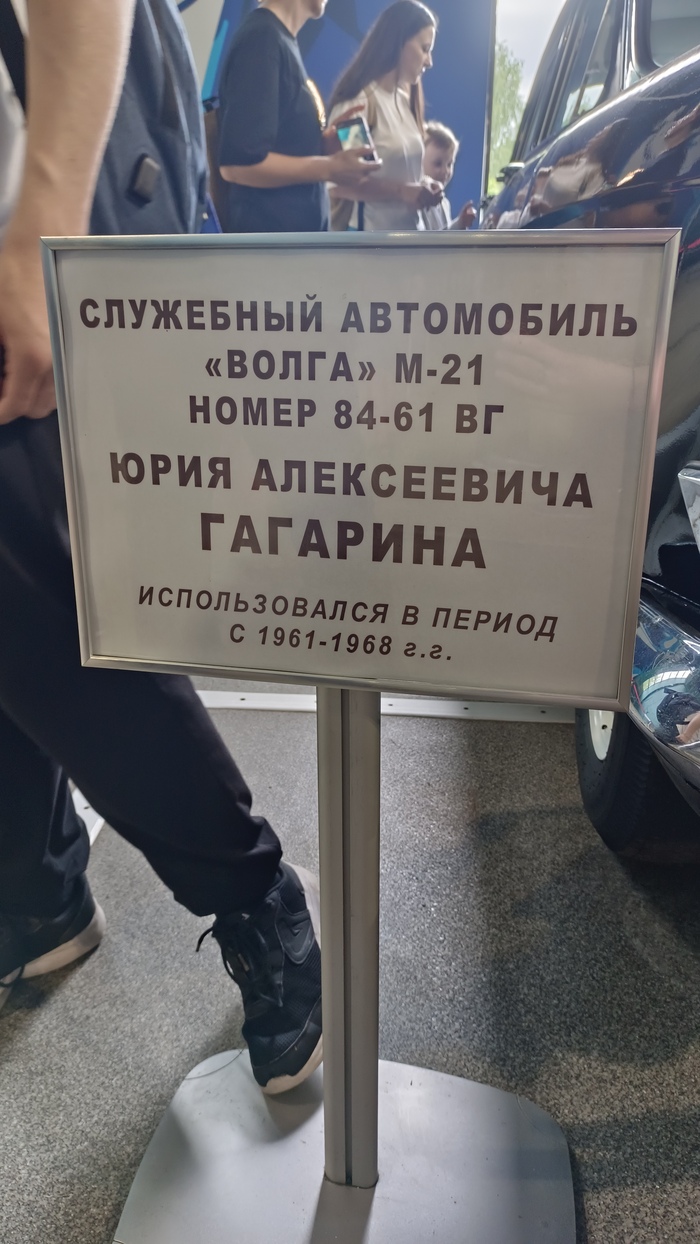 СЛУЖЕБНЫЙ АВТОМОБИЛЬ
«ВОЛГА» М-21
НОМЕР 84-61 ВГ
ЮРИЯ АЛЕКСЕЕВИЧА
ГАГАРИНА
ИСПОЛЬЗОВАЛСЯ В ПЕРИОД
С 1961-1968 г.г.